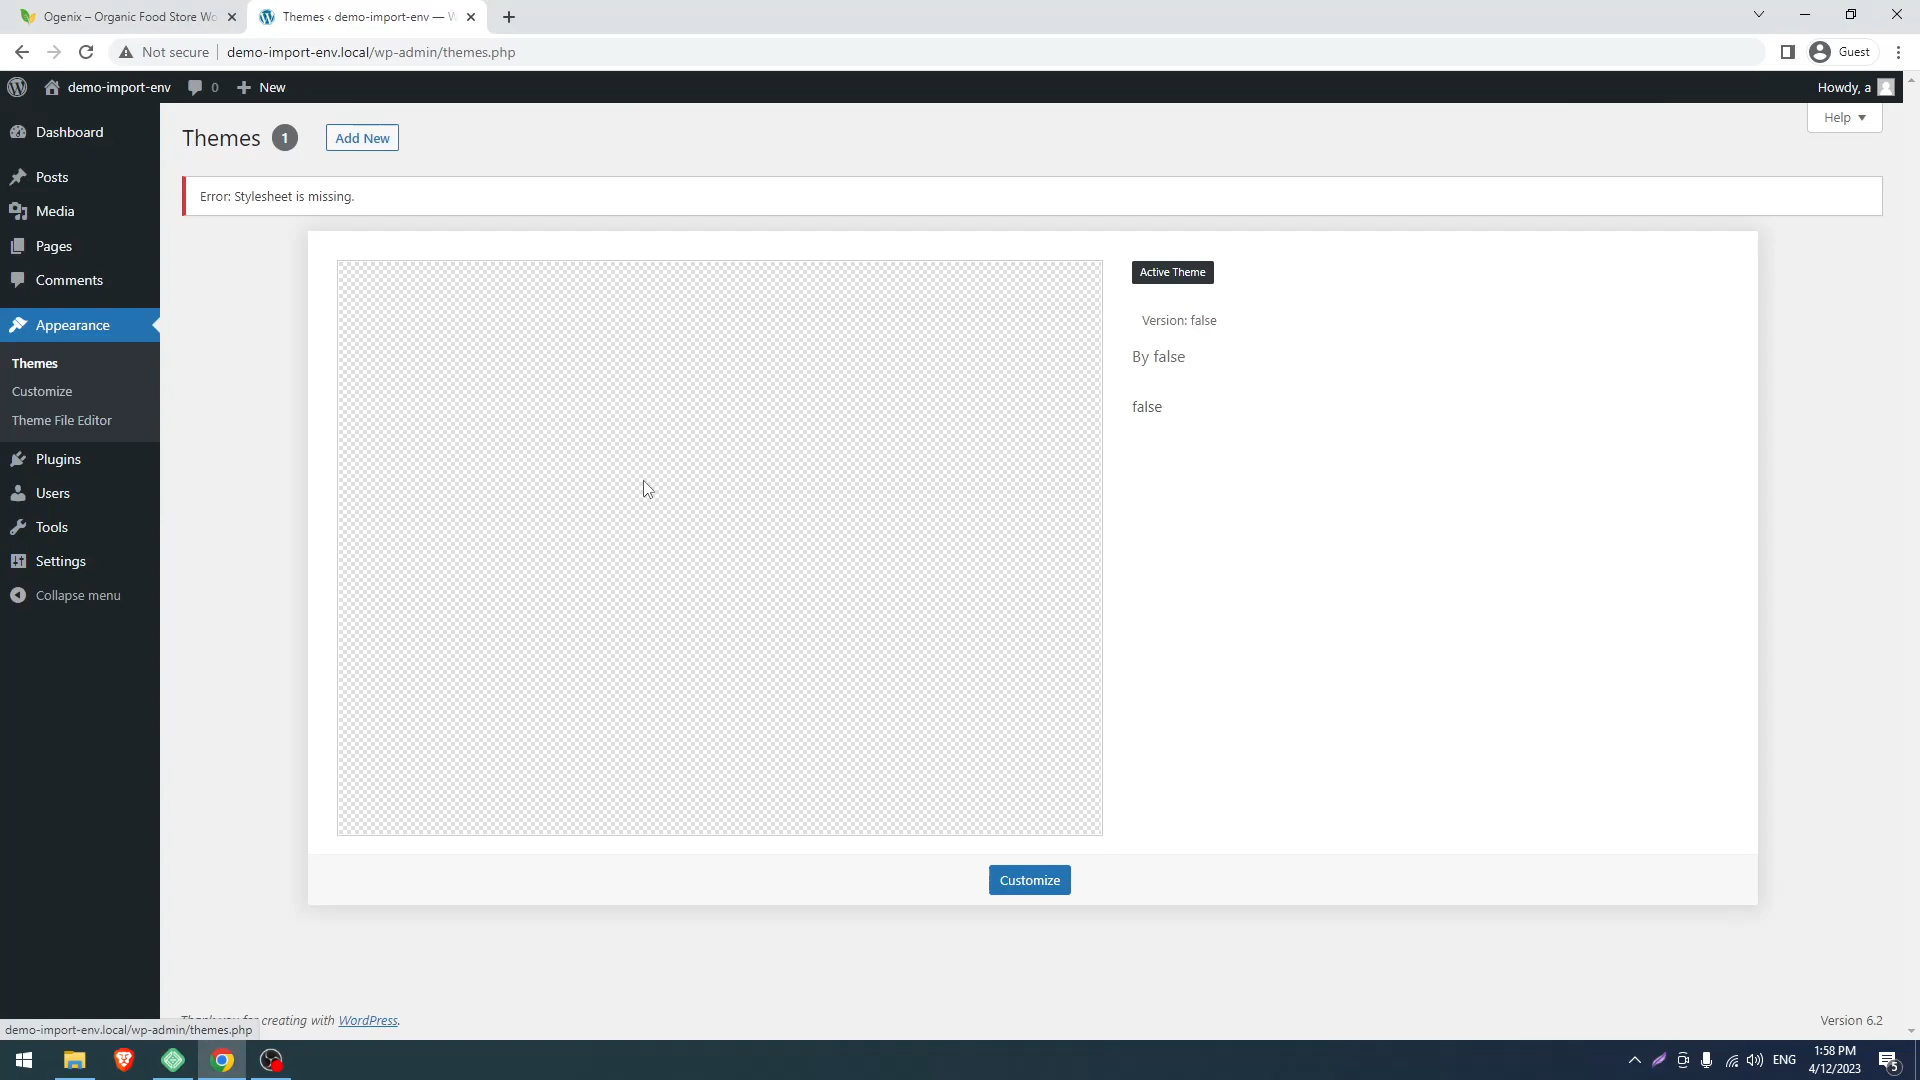 Ogenix – Organic Food Store Wo
Themes ‹ demo-import-env — W
Not secure
demo-import-env.local/wp-admin/themes.php
Guest
demo-import-env
0
New
Howdy, a
Help
Dashboard
Posts
Media
Pages
Comments
Appearance
Themes
Customize
Theme File Editor
Plugins
Users
Tools
Settings
Collapse menu
Themes 1
Add New
Error: Stylesheet is missing.
Active Theme
Version: false
By false
false
Customize
Thank you for creating with WordPress.
Version 6.2
demo-import-env.local/wp-admin/themes.php
ENG
1:58 PM
4/12/2023
5